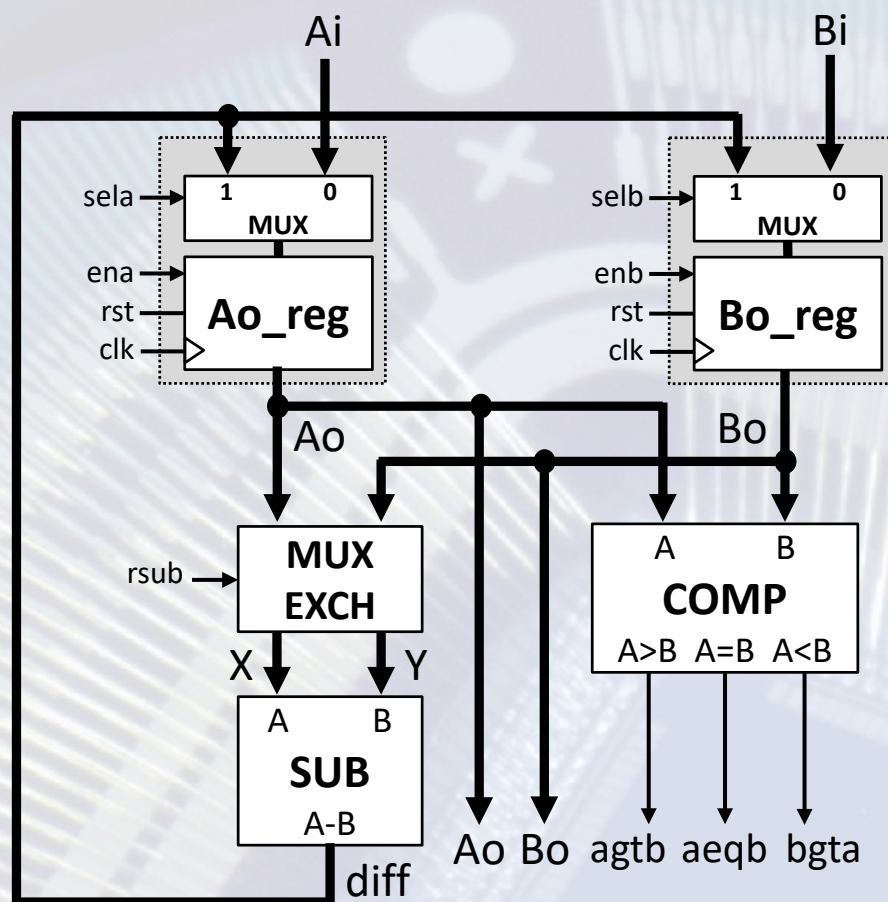 Ai Bi
sela 1 0 selb 1 0
MUX MUX
ena enb
rst Ao_reg rst Bo_reg
clk clk
Ao Bo
MUX A B
rsub EXCH COMP
X Y A>B A=B A<B
A B
SUB
A-B
Ao Bo agtb aeqb bgta
diff